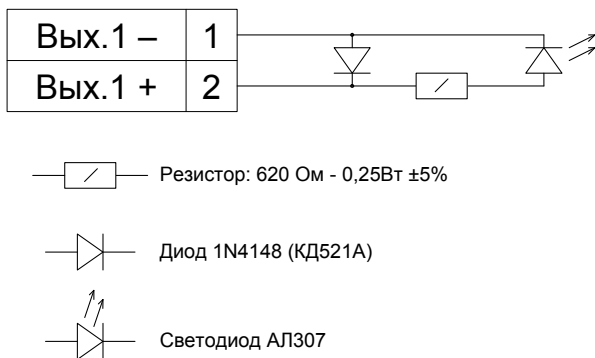 Вых.1 – 1
Вых.1 + 2
Резистор: 620 Ом - 0,25Вт ±5%
Диод 1N4148 (КД521А)
Светодиод АЛ307